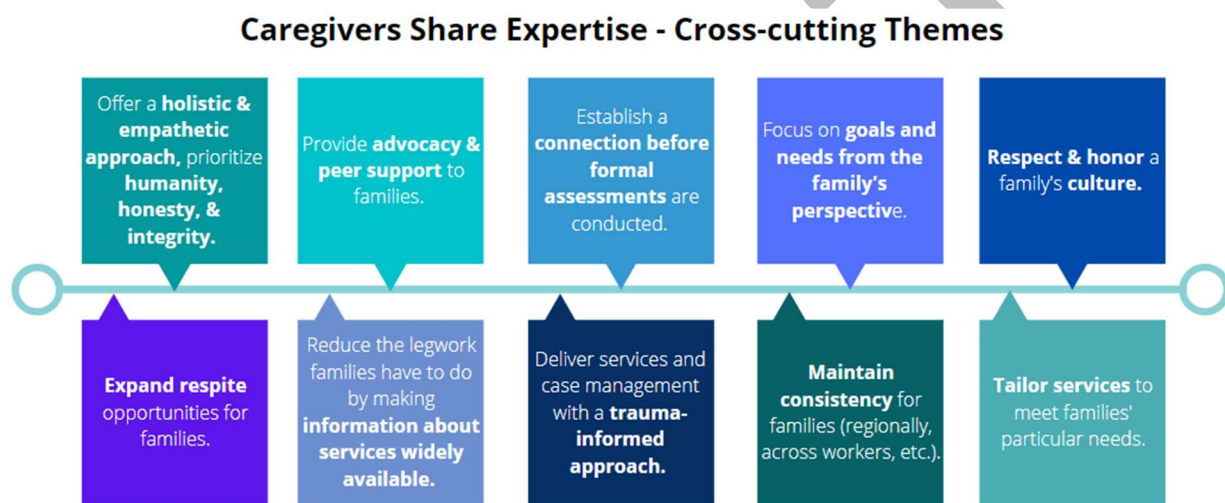 Caregivers Share Expertise - Cross-cutting Themes
Offer a holistic &
empathetic
approach, prioritize
humanity,
honesty, &
integrity.
Provide advocacy &
peer support to
families.
Establish a
connection before
formal
assessments are
conducted.
Focus on goals and
needs from the
family's
perspective.
Respect & honor a
family's culture.
Expand respite
opportunities for
families.
Reduce the legwork
families have to do
by making
information about
services widely
available.
Deliver services and
case management
with a trauma-
informed
approach.
Maintain
consistency for
families (regionally,
across workers, etc.).
Tailor services to
meet families'
particular needs.